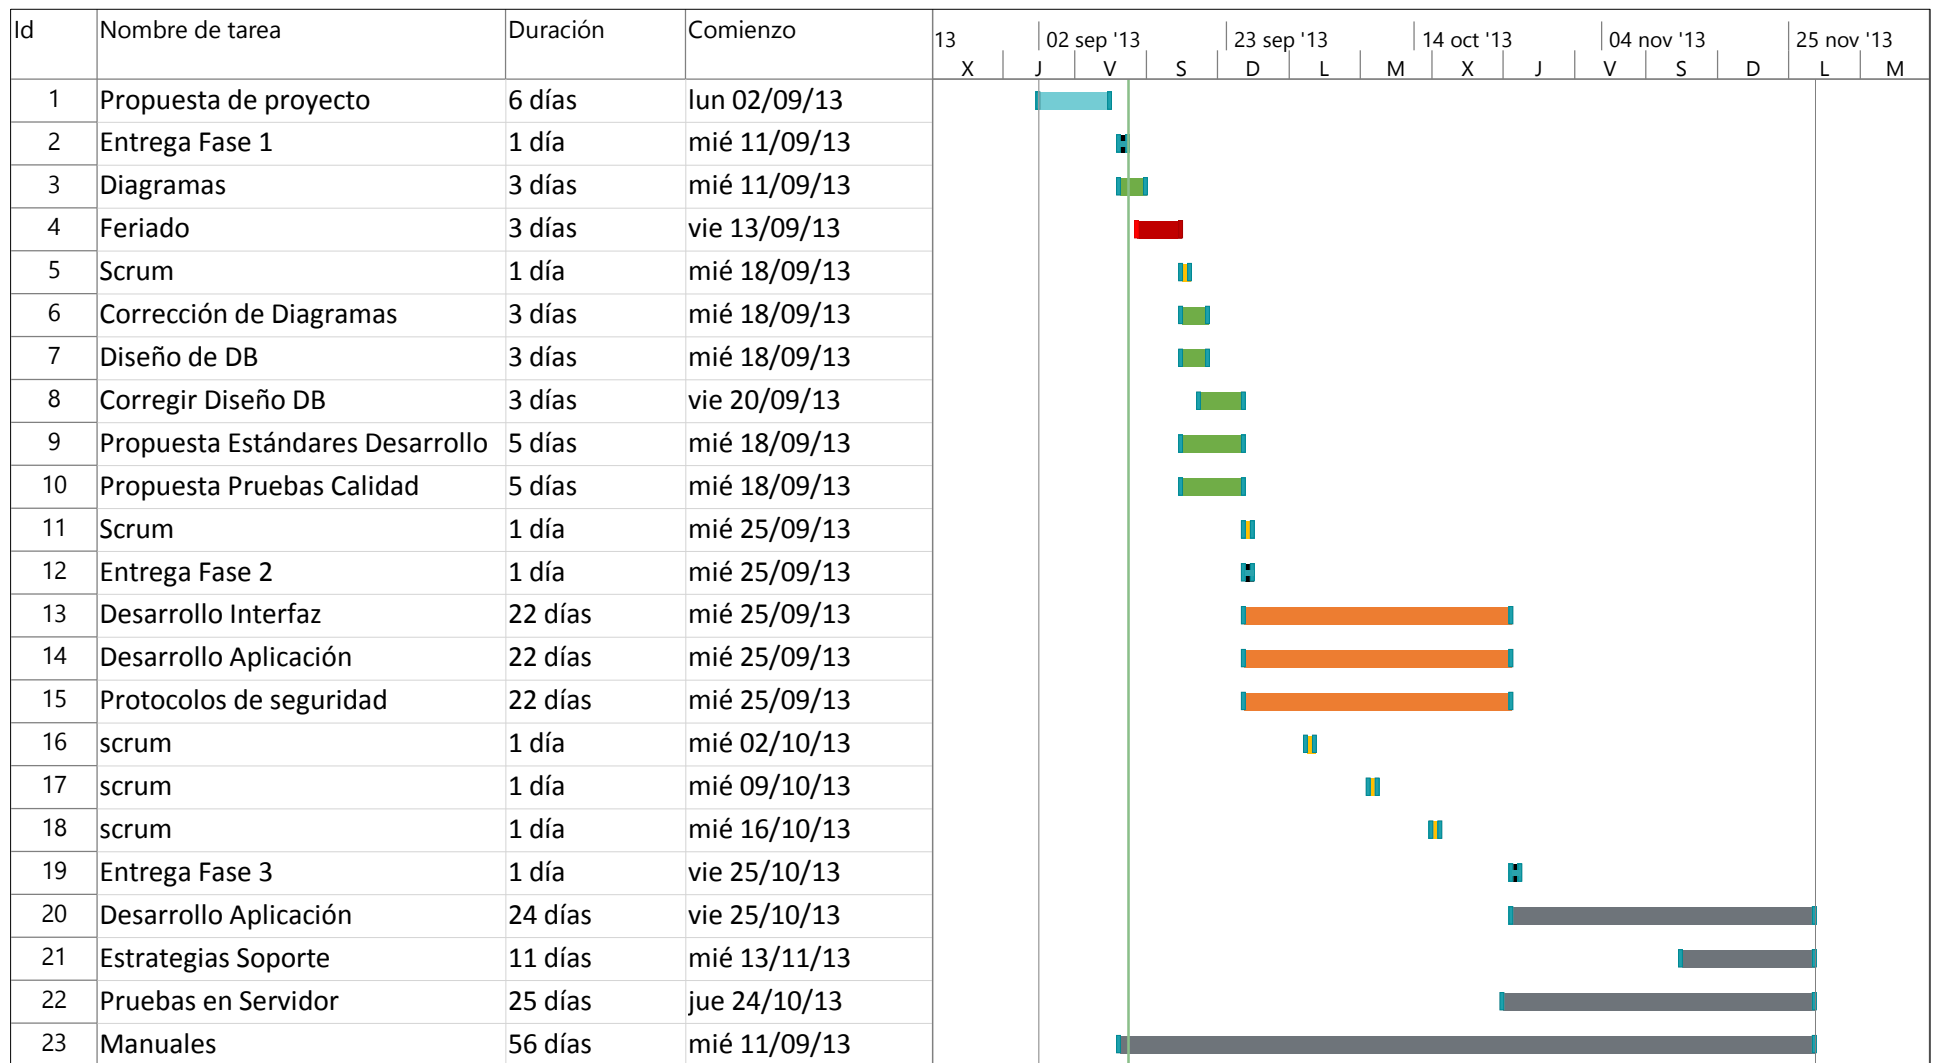 Id Nombre de tarea Duración Comienzo
13 02 sep '13 23 sep '13 14 oct '13 04 nov '13 25 nov '13
X J V S D L M X J V S D L M
1 Propuesta de proyecto 6 días lun 02/09/13
2 Entrega Fase 1 1 día mié 11/09/13
3 Diagramas 3 días mié 11/09/13
4 Feriado 3 días vie 13/09/13
5 Scrum 1 día mié 18/09/13
6 Corrección de Diagramas 3 días mié 18/09/13
7 Diseño de DB 3 días mié 18/09/13
8 Corregir Diseño DB 3 días vie 20/09/13
9 Propuesta Estándares Desarrollo 5 días mié 18/09/13
10 Propuesta Pruebas Calidad 5 días mié 18/09/13
11 Scrum 1 día mié 25/09/13
12 Entrega Fase 2 1 día mié 25/09/13
13 Desarrollo Interfaz 22 días mié 25/09/13
14 Desarrollo Aplicación 22 días mié 25/09/13
15 Protocolos de seguridad 22 días mié 25/09/13
16 scrum 1 día mié 02/10/13
17 scrum 1 día mié 09/10/13
18 scrum 1 día mié 16/10/13
19 Entrega Fase 3 1 día vie 25/10/13
20 Desarrollo Aplicación 24 días vie 25/10/13
21 Estrategias Soporte 11 días mié 13/11/13
22 Pruebas en Servidor 25 días jue 24/10/13
23 Manuales 56 días mié 11/09/13